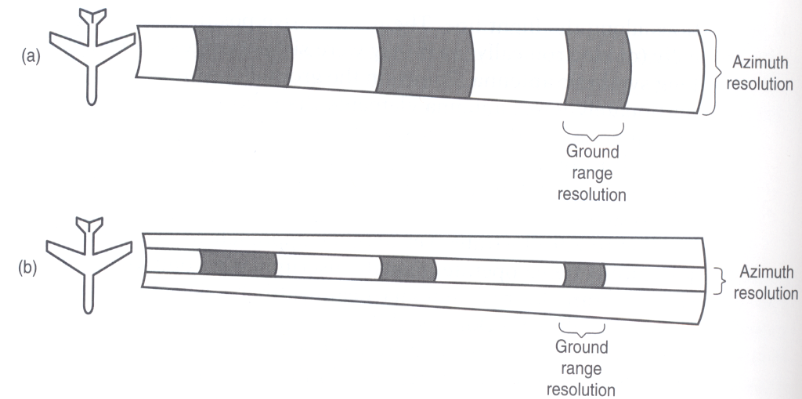 (a)
Azimuth
resolution
Ground
range
resolution
(b)
Azimuth
resolution
Ground
range
resolution